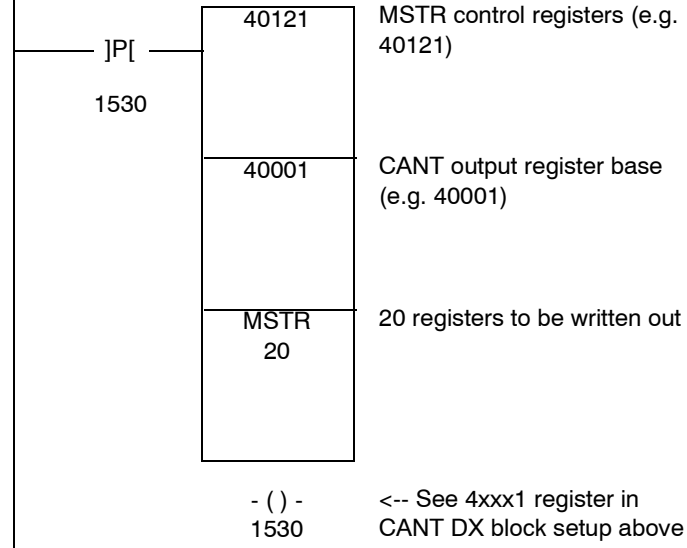 40121
MSTR control registers (e.g.
40121)
]P[
1530
40001
CANT output register base
(e.g. 40001)
MSTR
20
20 registers to be written out
- ( ) -
1530
<-- See 4xxx1 register in
CANT DX block setup above